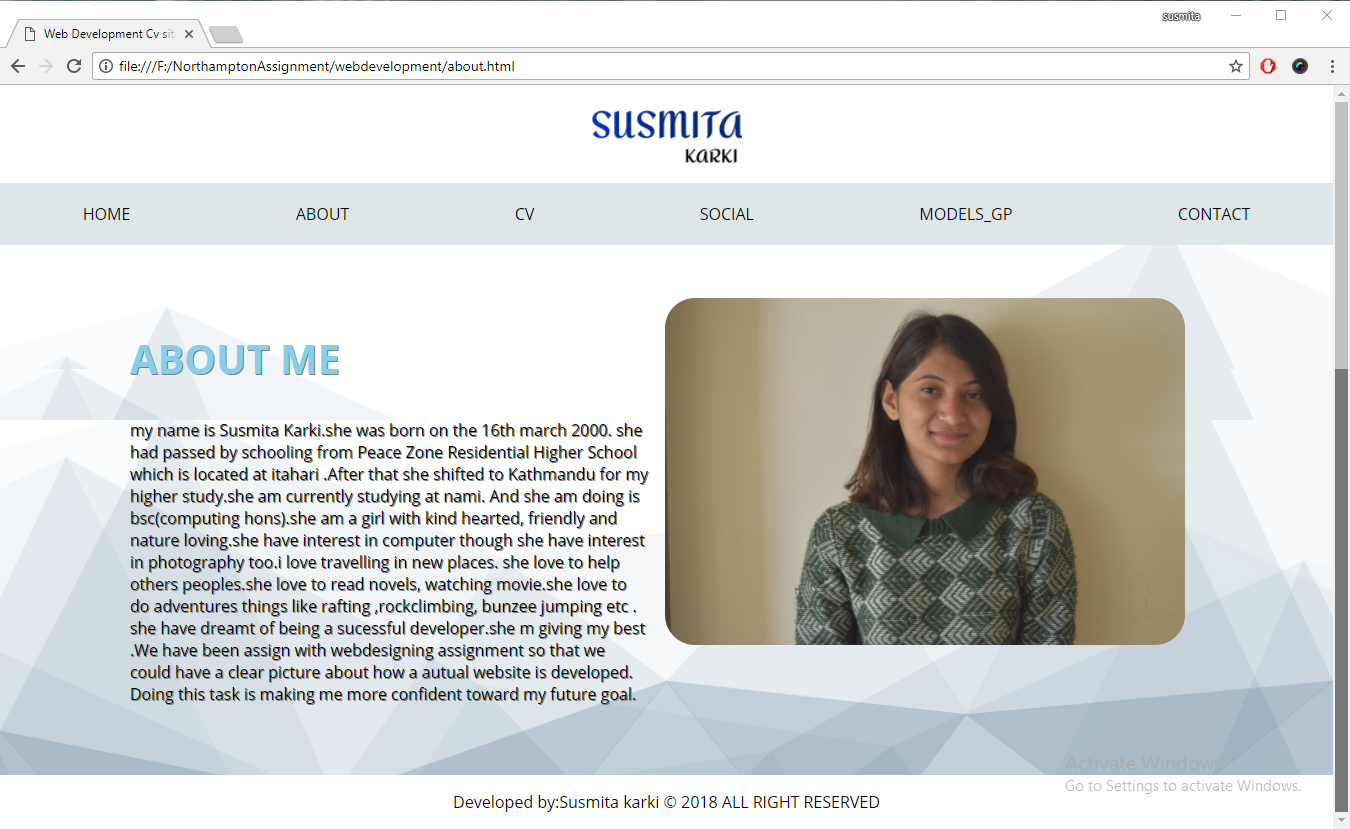 susmita
Web Development Cv sit
file:///F:/NorthamptonAssignment/webdevelopment/about.html
SUSMITA
KARKI
HOME ABOUT CV SOCIAL MODELS_GP CONTACT
ABOUT ME
my name is Susmita Karki.she was born on the 16th march 2000. she
had passed by schooling from Peace Zone Residential Higher School
which is located at itahari .After that she shifted to Kathmandu for my
higher study.she am currently studying at nami. And she am doing is
bsc(computing hons).she am a girl with kind hearted, friendly and
nature loving.she have interest in computer though she have interest
in photography too.i love travelling in new places. she love to help
others peoples.she love to read novels, watching movie.she love to
do adventures things like rafting ,rockclimbing, bunzee jumping etc .
she have dreamt of being a sucessful developer.she m giving my best
.We have been assign with webdesigning assignment so that we
could have a clear picture about how a autual website is developed.
Doing this task is making me more confident toward my future goal.
Activate Windows
Go to Settings to activate Windows.
Developed by:Susmita karki © 2018 ALL RIGHT RESERVED